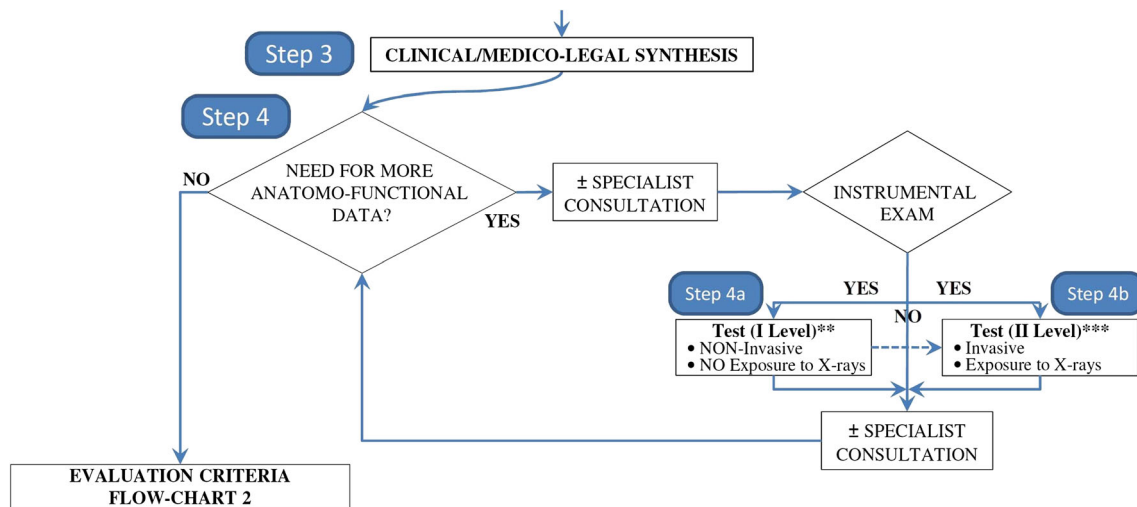 Step 3
CLINICAL/MEDICO-LEGAL SYNTHESIS
Step 4
NEED FOR MORE
ANATOMO-FUNCTIONAL
DATA?
NO
YES
± SPECIALIST
CONSULTATION
INSTRUMENTAL
EXAM
Step 4a
YES
YES
Step 4b
NO
Test (I Level)**
• NON-Invasive
• NO Exposure to X-rays
Test (II Level)***
• Invasive
• Exposure to X-rays
± SPECIALIST
CONSULTATION
EVALUATION CRITERIA
FLOW-CHART 2